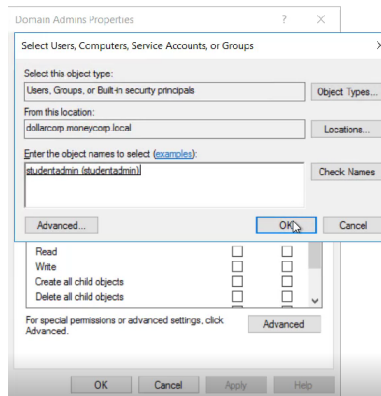 Domain Admins Properties
Select Users, Computers, Service Accounts, or Groups
Select this object type:
Users, Groups, or Built-in security principals
Object Types...
From this location:
dollarcorp.moneycorp.local
Locations...
Enter the object names to select (examples):
studentadmin (studentadmin)
Check Names
Advanced...
OK
Cancel
Read
Write
Create all child objects
Delete all child objects
For special permissions or advanced settings, click
Advanced.
Advanced
OK
Cancel
Apply
Help